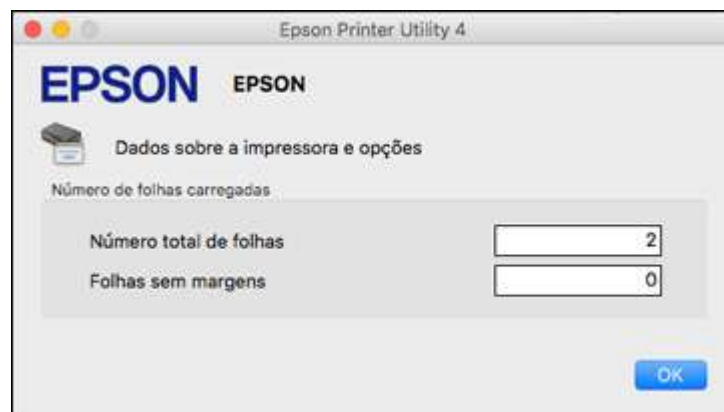 Epson Printer Utility 4
EPSON EPSON
Dados sobre a impressora e opções
Número de folhas carregadas
Número total de folhas 2
Folhas sem margens 0
OK